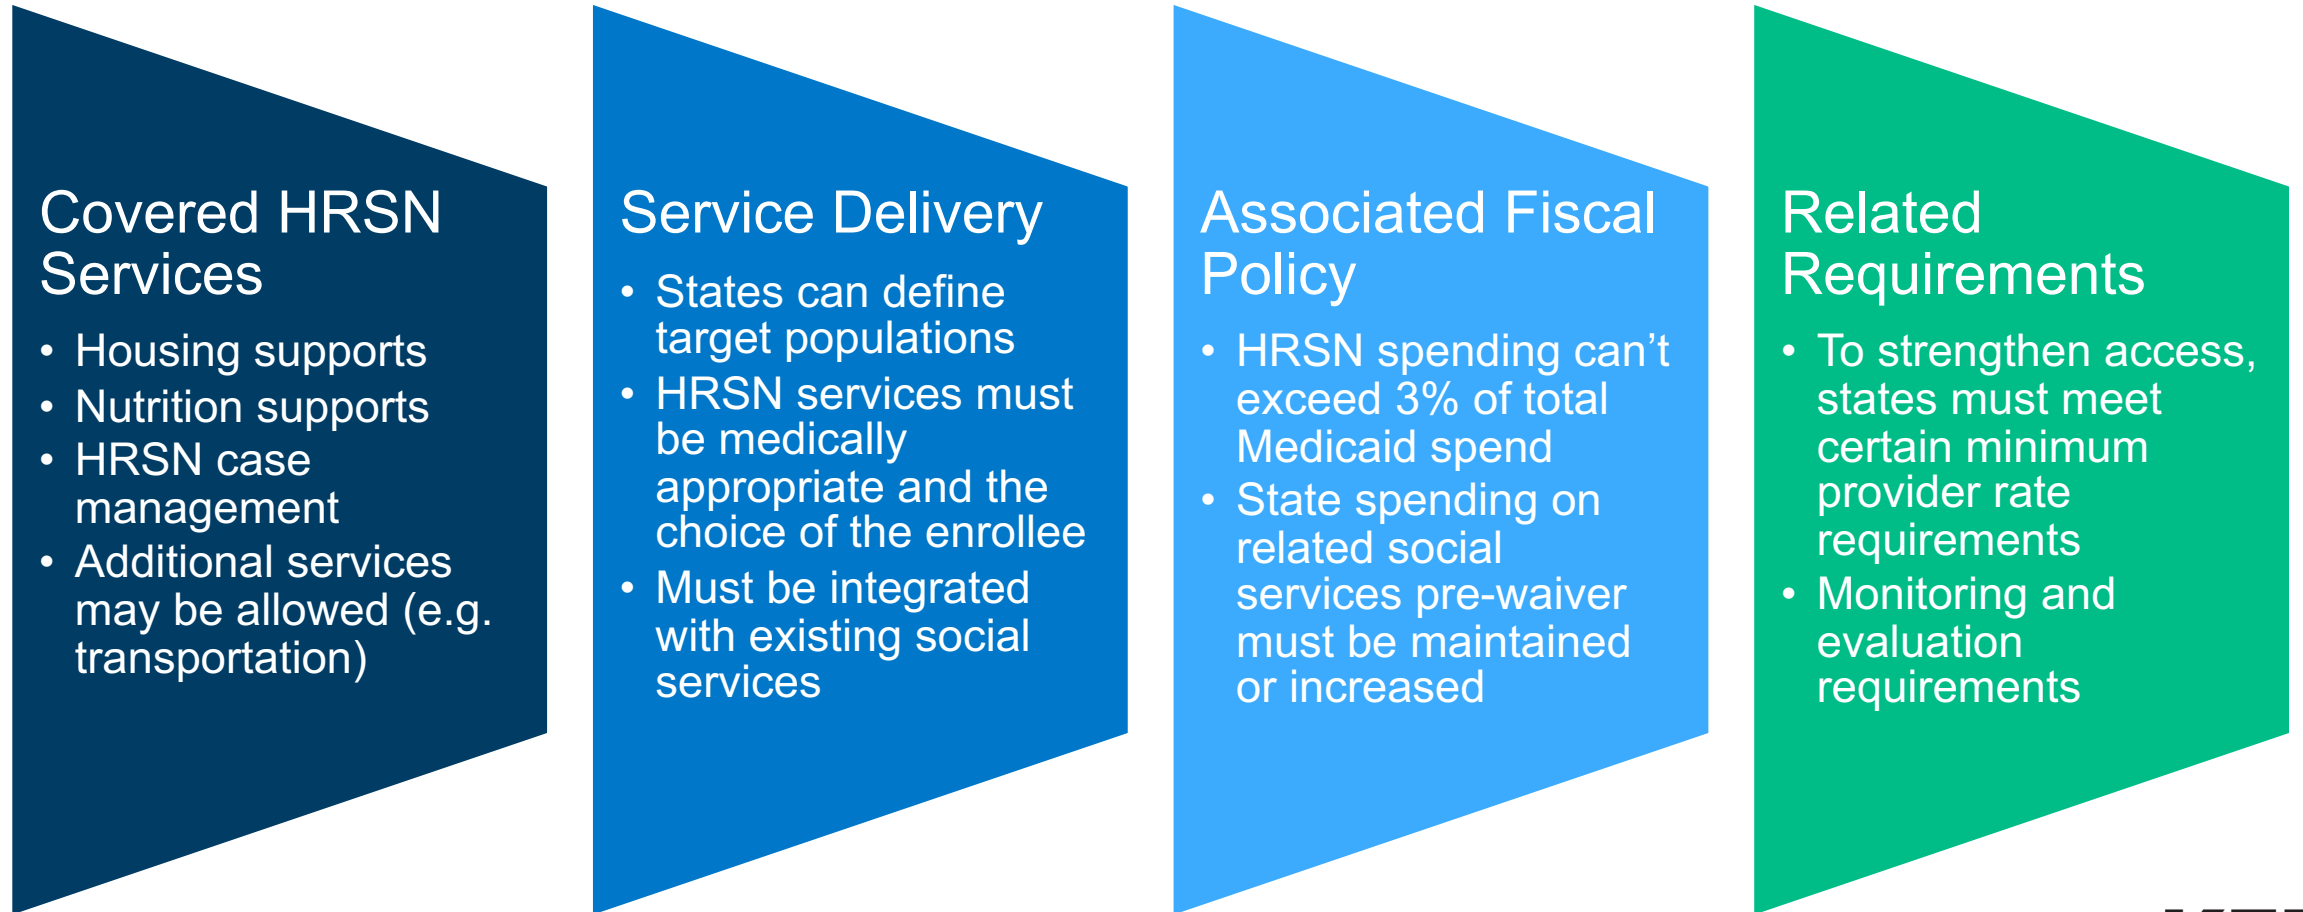 Covered HRSN
Services
• Housing supports
• Nutrition supports
• HRSN case
management
• Additional services
may be allowed (e.g.
transportation)
Service Delivery
• States can define
target populations
• HRSN services must
be medically
appropriate and the
choice of the enrollee
• Must be integrated
with existing social
services
Associated Fiscal
Policy
• HRSN spending can’t
exceed 3% of total
Medicaid spend
• State spending on
related social
services pre-waiver
must be maintained
or increased
Related
Requirements
• To strengthen access,
states must meet
certain minimum
provider rate
requirements
• Monitoring and
evaluation
requirements